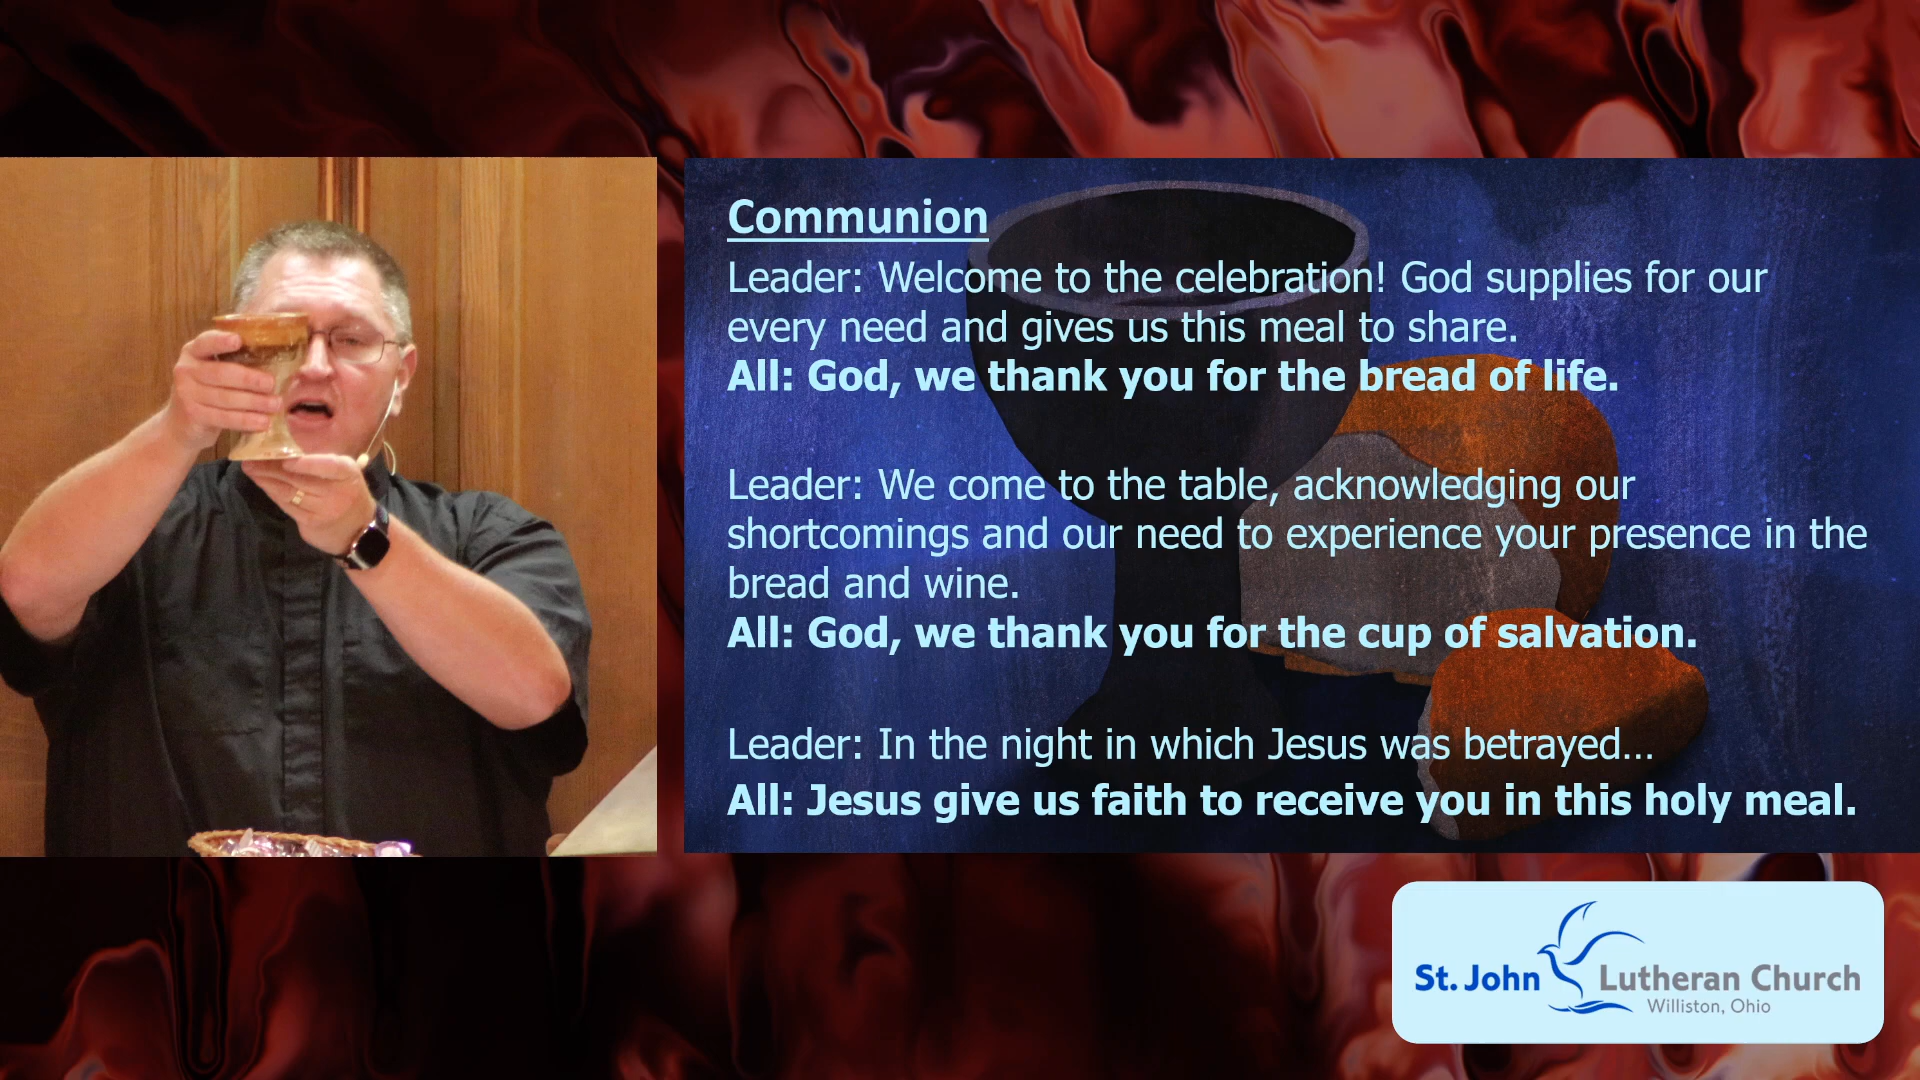 Communion
Leader: Welcome to the celebration! God supplies for our
every need and gives us this meal to share.
All: God, we thank you for the bread of life.
Leader: We come to the table, acknowledging our
shortcomings and our need to experience your presence in the
bread and wine.
All: God, we thank you for the cup of salvation.
Leader: In the night in which Jesus was betrayed...
All: Jesus give us faith to receive you in this holy meal.
St. John Lutheran Church
Williston, Ohio